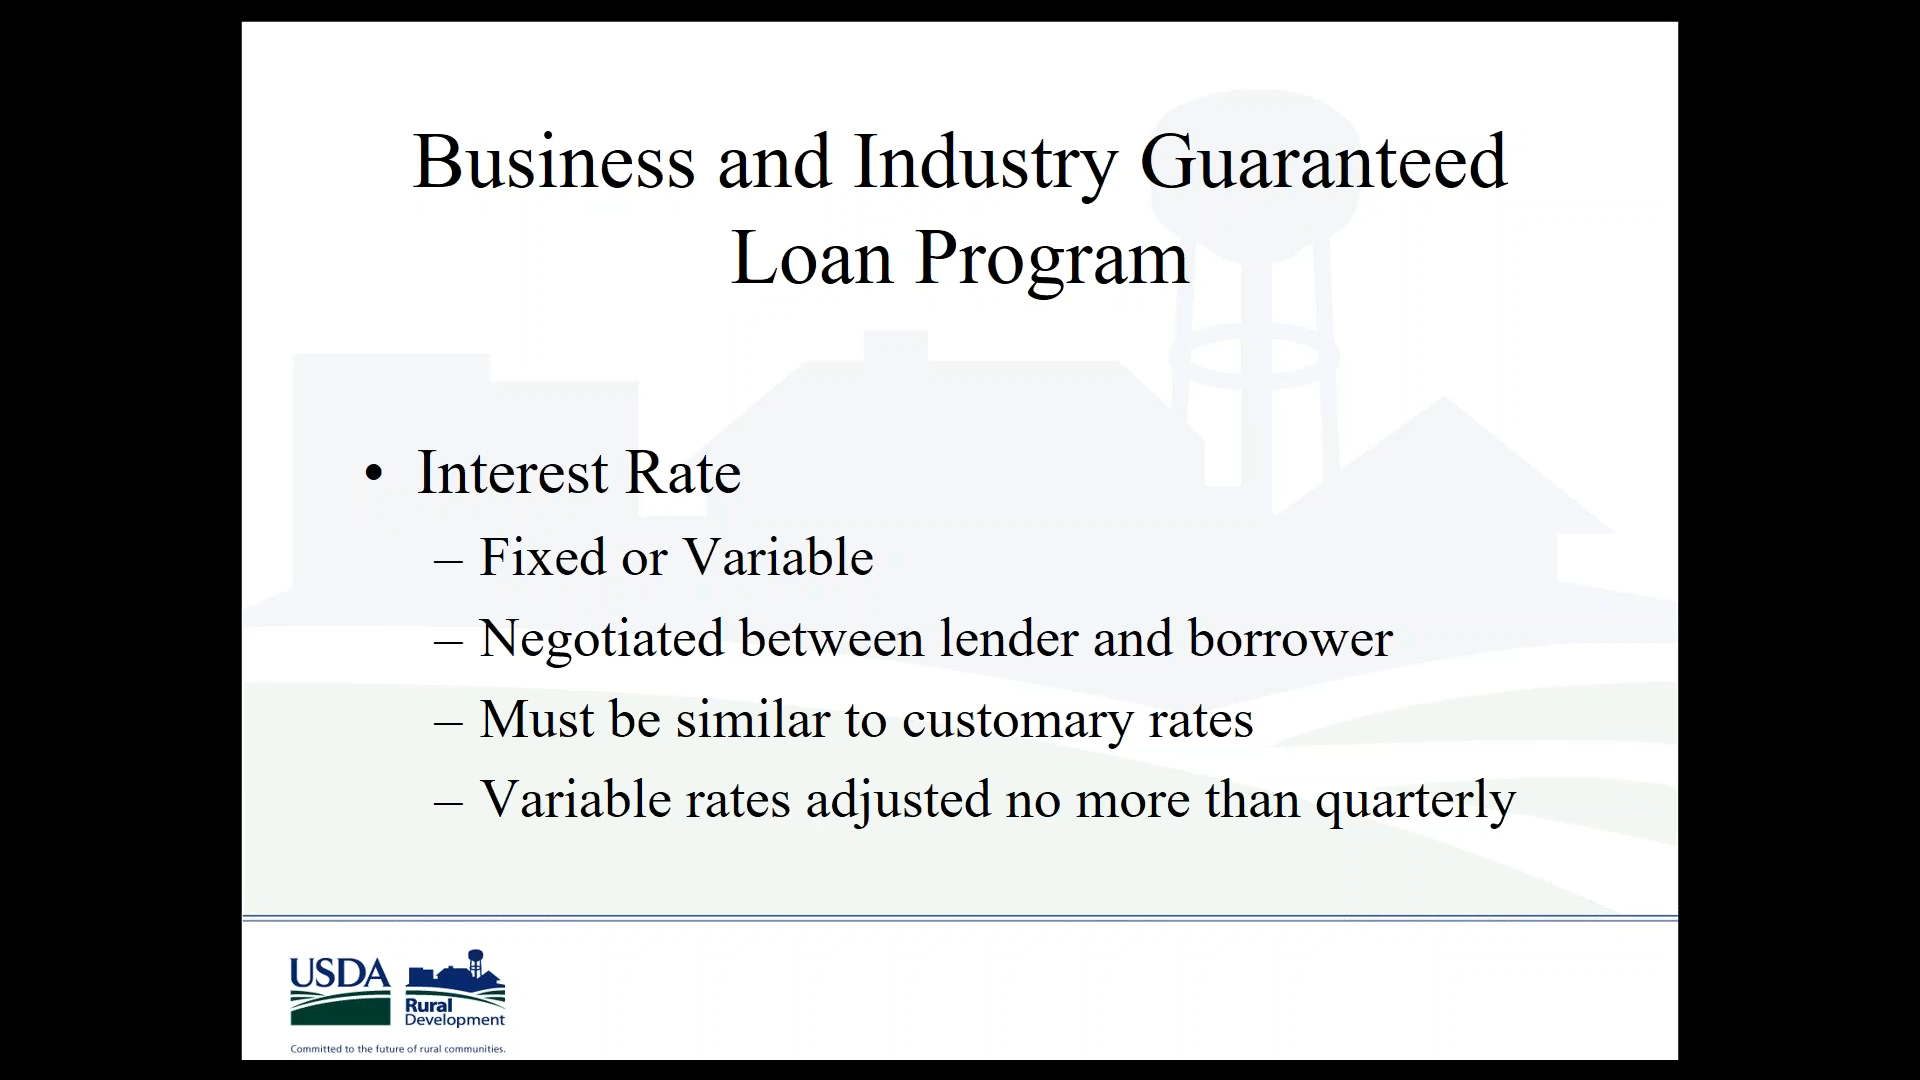 Business and Industry Guaranteed
Loan Program
• Interest Rate
– Fixed or Variable
– Negotiated between lender and borrower
– Must be similar to customary rates
– Variable rates adjusted no more than quarterly
USDA
Rural
Development
Committed to the future of rural communities.